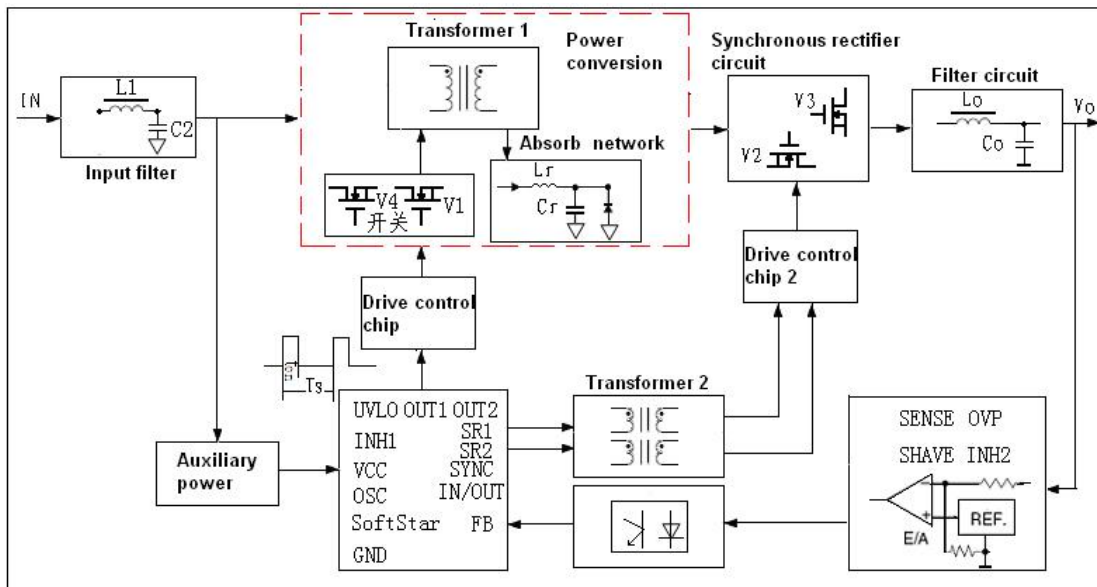 Transformer 1
Power
conversion
Synchronous rectifier
circuit
Filter circuit
IN
L1
C2
Input filter
V3
V2
Lo
Co
Vo
Absorb network
Lr
Cr
V4
V1
开关
Drive control
chip
Drive control
chip 2
ton
Ts
Transformer 2
UVLO OUT1 OUT2
SR1
INH1
SR2
VCC
SYNC
OSC
IN/OUT
SoftStar
FB
GND
Auxiliary
power
SENSE OVP
SHAVE INH2
−
+
REF.
E/A